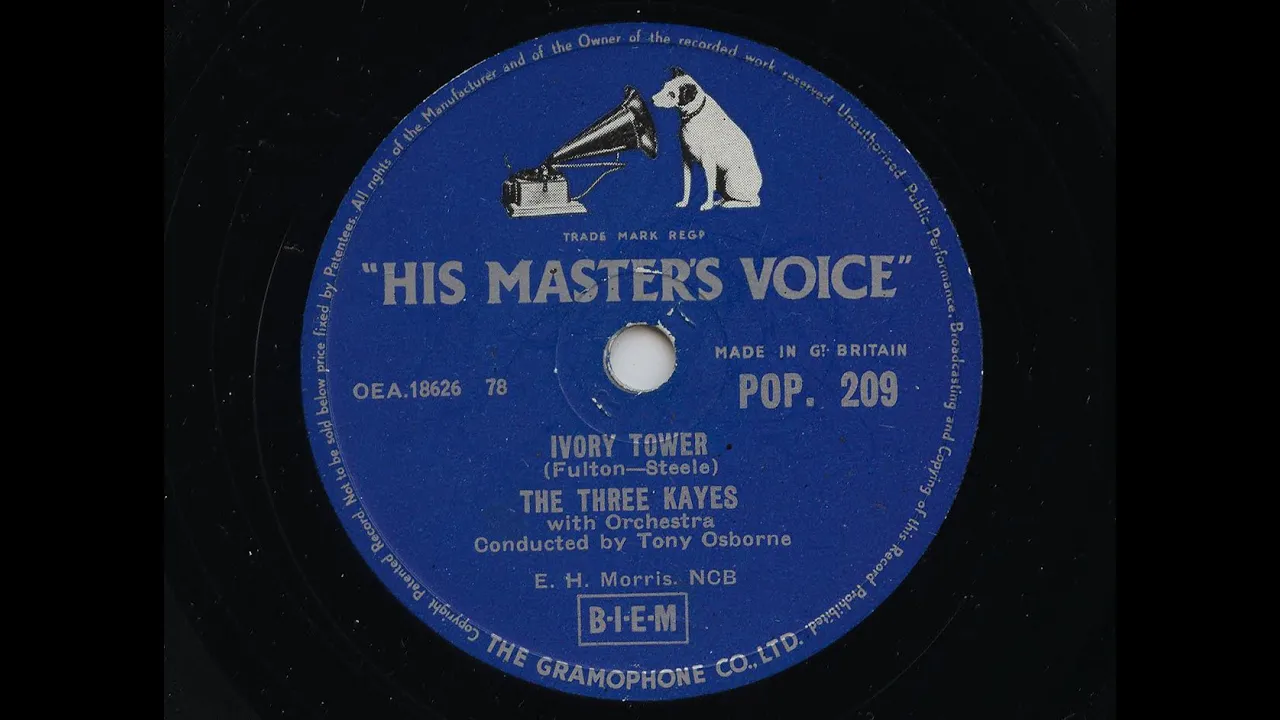 Copyright Patented Record Not to be sold below price fixed by Patentees. All rights of the Manufacturer and of the Owner of the recorded work reserved. Unauthorised Public Performance, Broadcasting and Copying of this Record Prohibited.
TRADE MARK REGD
"HIS MASTER'S VOICE"
MADE IN GT BRITAIN
OEA.18626 78
POP. 209
IVORY TOWER
(Fulton—Steele)
THE THREE KAYES
with Orchestra
Conducted by Tony Osborne
E. H. Morris. NCB
B·I·E·M
THE GRAMOPHONE CO., LTD.